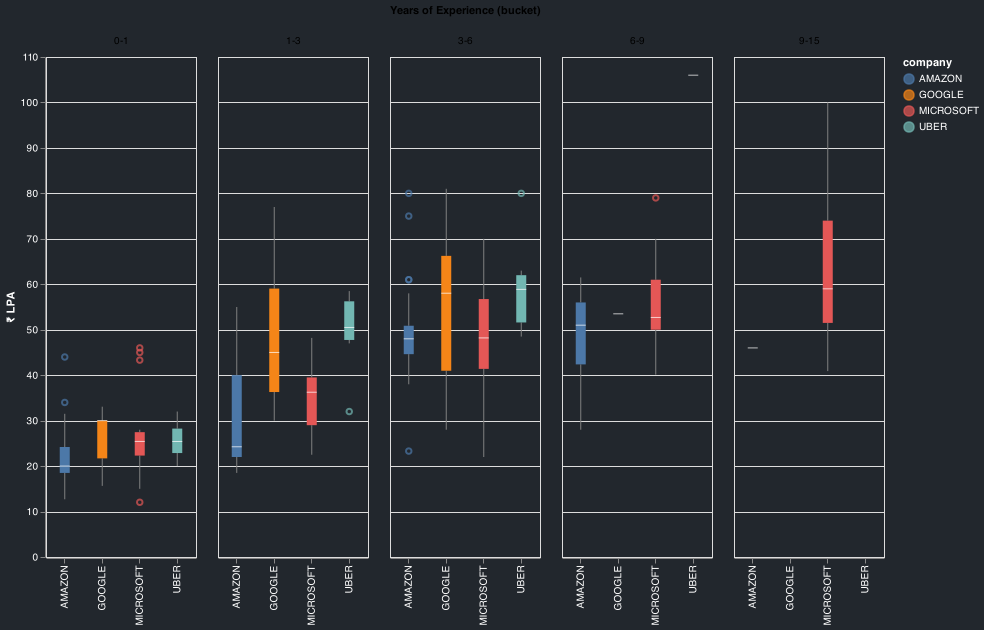 Years of Experience (bucket)
0-1
1-3
3-6
6-9
9-15
₹ LPA
110
100
90
80
70
60
50
40
30
20
10
0
AMAZON
GOOGLE
MICROSOFT
UBER
AMAZON
GOOGLE
MICROSOFT
UBER
AMAZON
GOOGLE
MICROSOFT
UBER
AMAZON
GOOGLE
MICROSOFT
UBER
AMAZON
GOOGLE
MICROSOFT
UBER
company
AMAZON
GOOGLE
MICROSOFT
UBER